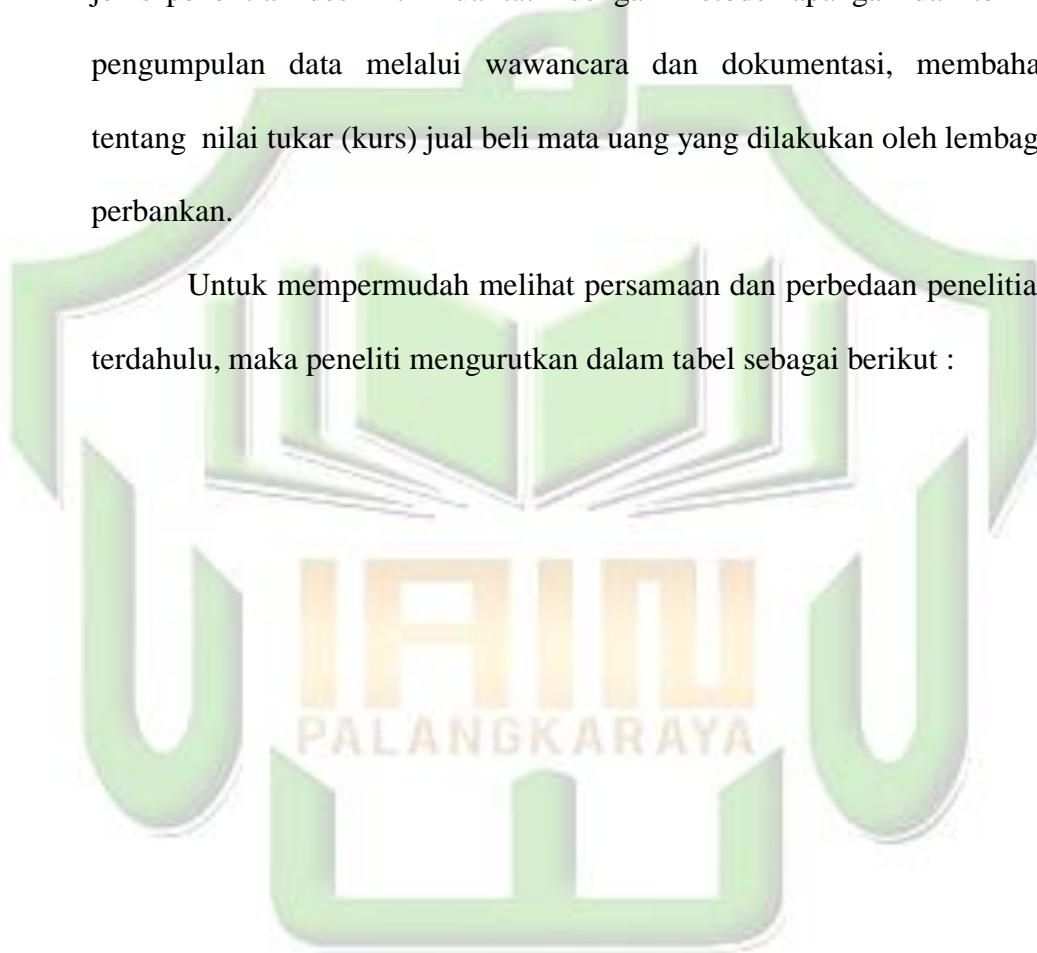 pengumpulan data melalui wawancara dan dokumentasi, membaha
tentang nilai tukar (kurs) jual beli mata uang yang dilakukan oleh lembag
perbankan.
Untuk mempermudah melihat persamaan dan perbedaan penelitia
terdahulu, maka peneliti mengurutkan dalam tabel sebagai berikut :
IAIN
PALANGKARAYA